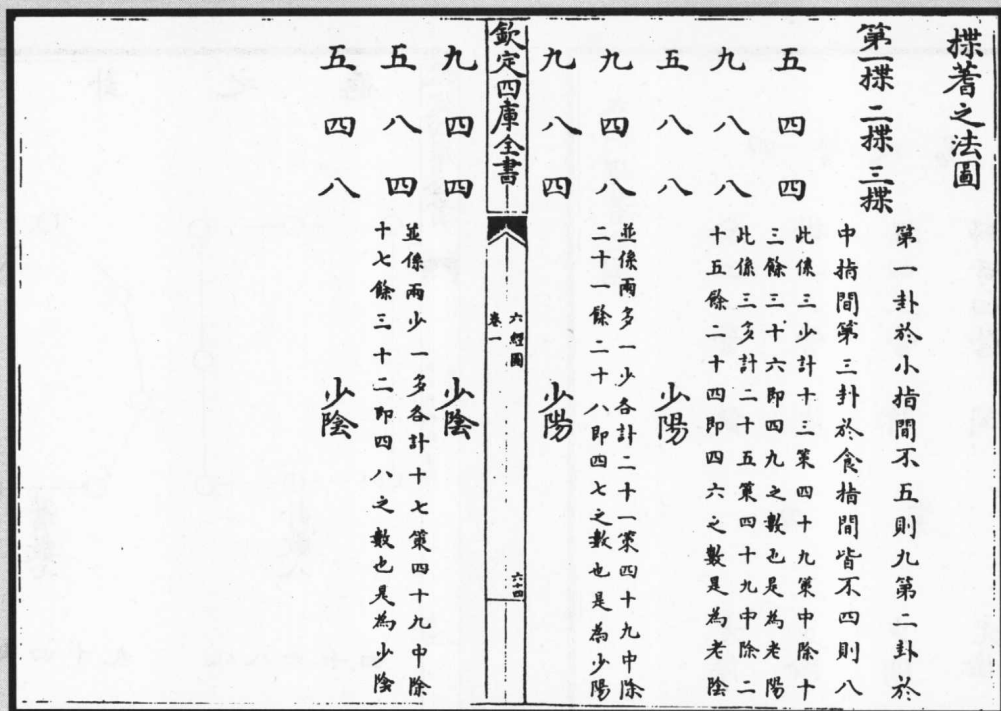 揲蓍之法圖
第一揲二揲三揲
第一卦於小指間不五則九第二卦於
中指間第三卦於食指間皆不四則八
五四四
此係三少計十三策四十九策中除十
三餘三十六即四九之數也是為老陽
九八八
此係三多計二十五策四十九中除二
十五餘二十四即四六之數是為老陰
五八八 少陽
九四八
並係兩多一少各計二十一策四十九中除
二十一餘二十八即四七之數也是為少陽
九八四 少陽
欽定四庫全書
六經圖
卷一
六十四
九四四 少陰
五八四
並係兩少一多各計十七策四十九中除
十七餘三十二即四八之數也是為少陰
五四八 少陰